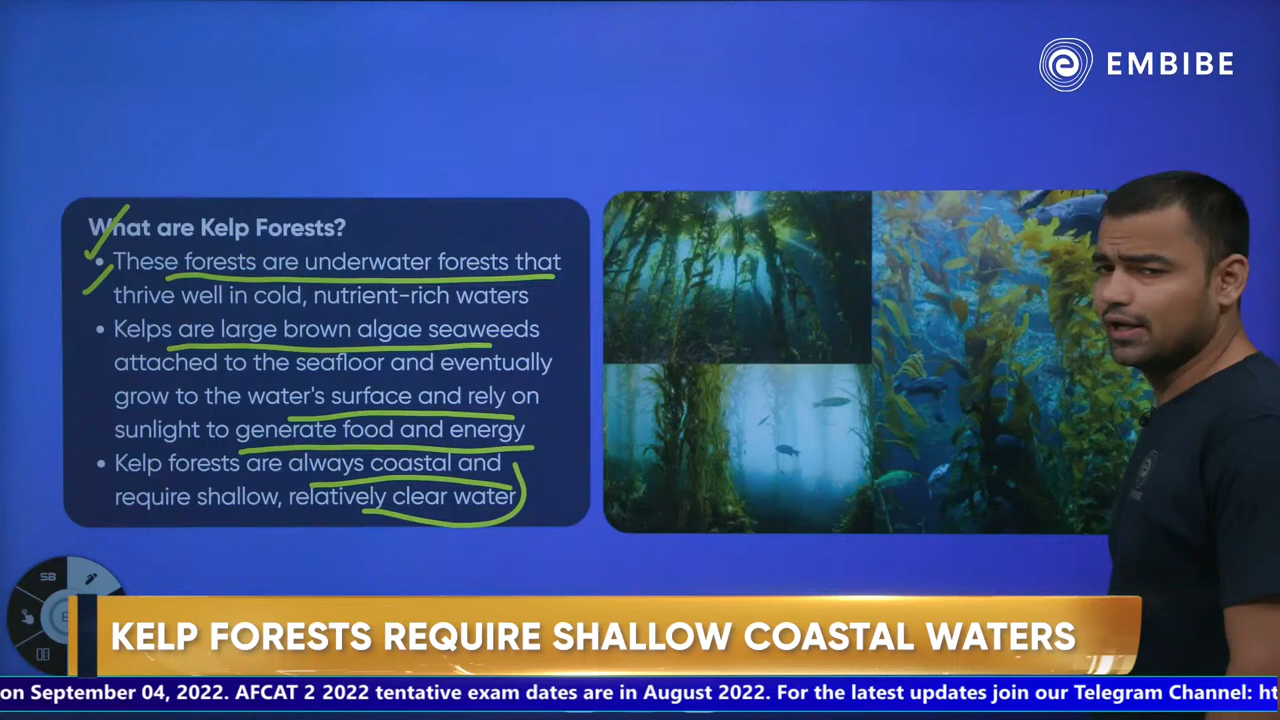 EMBIBE
What are Kelp Forests?
• These forests are underwater forests that
thrive well in cold, nutrient-rich waters
• Kelps are large brown algae seaweeds
attached to the seafloor and eventually
grow to the water's surface and rely on
sunlight to generate food and energy
• Kelp forests are always coastal and
require shallow, relatively clear water
SB
KELP FORESTS REQUIRE SHALLOW COASTAL WATERS
on September 04, 2022. AFCAT 2 2022 tentative exam dates are in August 2022. For the latest updates join our Telegram Channel: ht